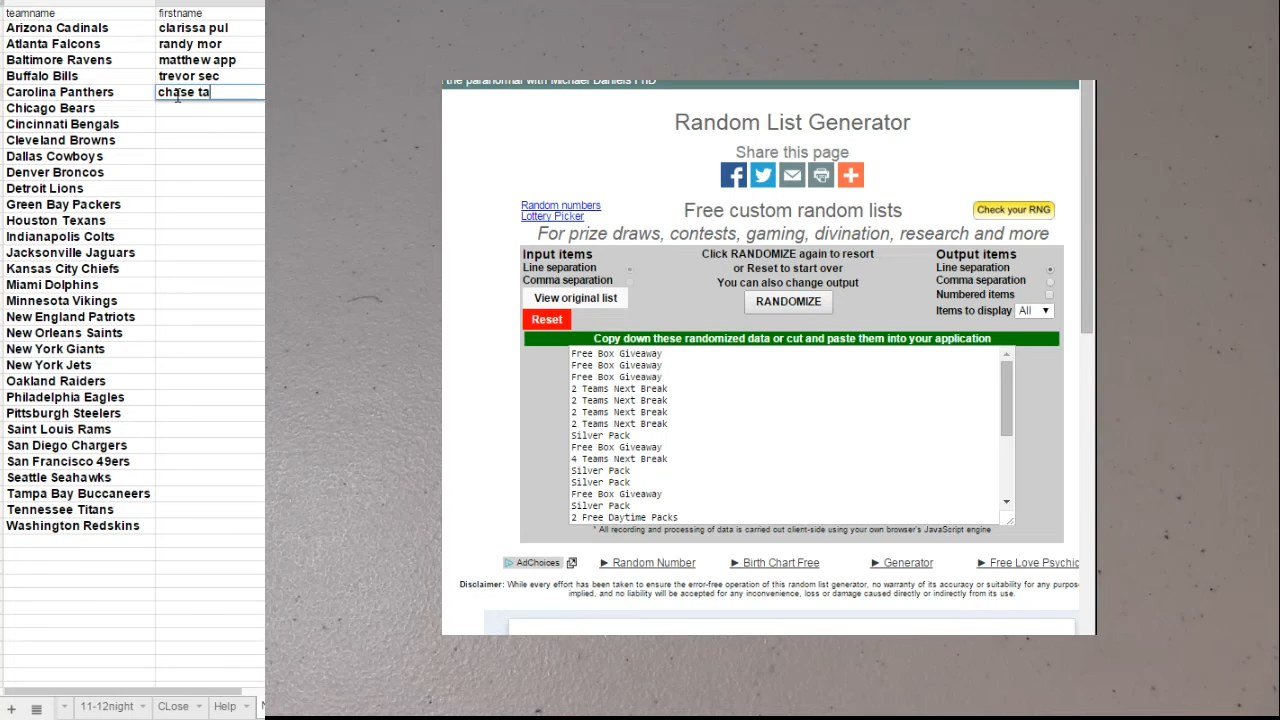 teamname firstname
Arizona Cadinals clarissa pul
Atlanta Falcons randy mor
Baltimore Ravens matthew app
Buffalo Bills trevor sec
Carolina Panthers chase ta
Chicago Bears
Cincinnati Bengals
Cleveland Browns
Dallas Cowboys
Denver Broncos
Detroit Lions
Green Bay Packers
Houston Texans
Indianapolis Colts
Jacksonville Jaguars
Kansas City Chiefs
Miami Dolphins
Minnesota Vikings
New England Patriots
New Orleans Saints
New York Giants
New York Jets
Oakland Raiders
Philadelphia Eagles
Pittsburgh Steelers
Saint Louis Rams
San Diego Chargers
San Francisco 49ers
Seattle Seahawks
Tampa Bay Buccaneers
Tennessee Titans
Washington Redskins
11-12night CLose Help
the paranormal with Michael Daniels PhD
Random List Generator
Share this page
Random numbers
Lottery Picker
Free custom random lists
Check your RNG
For prize draws, contests, gaming, divination, research and more
Input items
Line separation
Comma separation
View original list
Reset
Click RANDOMIZE again to resort
or Reset to start over
You can also change output
RANDOMIZE
Output items
Line separation
Comma separation
Numbered items
Items to display All
Copy down these randomized data or cut and paste them into your application
Free Box Giveaway
Free Box Giveaway
Free Box Giveaway
2 Teams Next Break
2 Teams Next Break
2 Teams Next Break
2 Teams Next Break
Silver Pack
Free Box Giveaway
4 Teams Next Break
Silver Pack
Silver Pack
Free Box Giveaway
Silver Pack
2 Free Daytime Packs
* All recording and processing of data is carried out client-side using your own browser's JavaScript engine
AdChoices ► Random Number ► Birth Chart Free ► Generator ► Free Love Psychic
Disclaimer: While every effort has been taken to ensure the error-free operation of this random list generator, no warranty of its accuracy or suitability for any purpose
implied, and no liability will be accepted for any inconvenience, loss or damage caused directly or indirectly from its use.